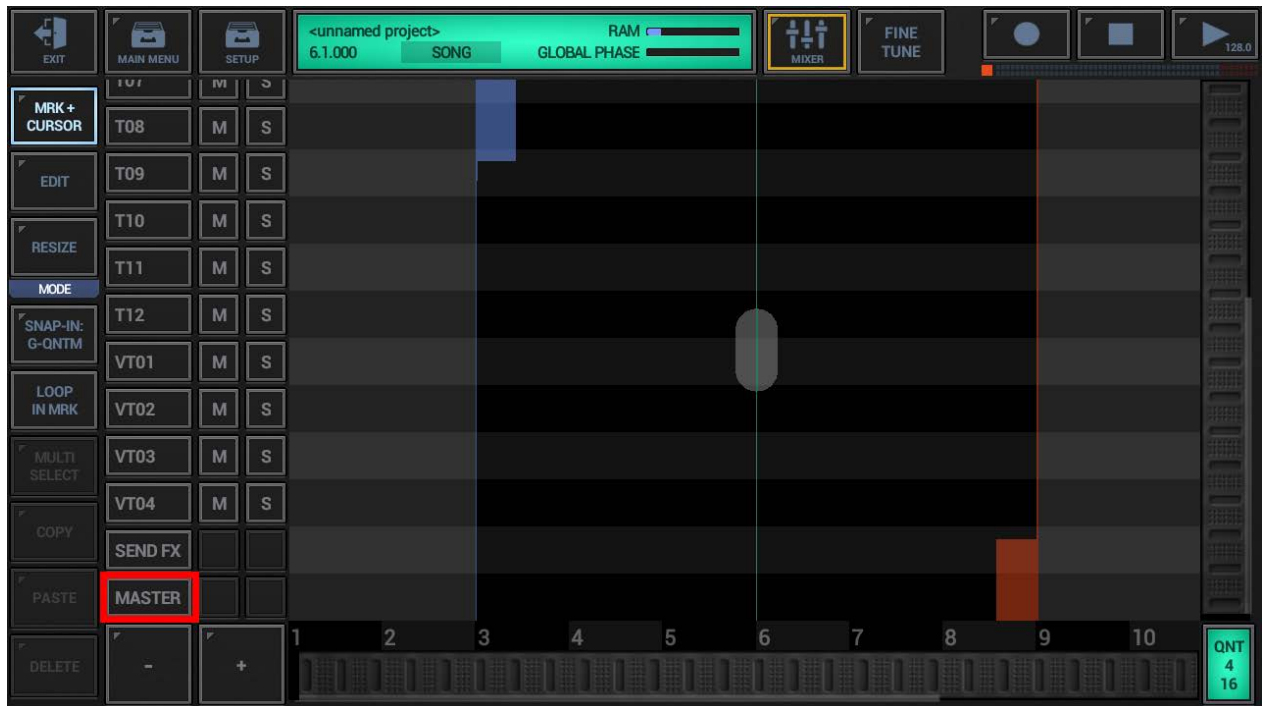 <unnamed project>
RAM
6.1.000
SONG
GLOBAL PHASE
EXIT
MAIN MENU
SETUP
MIXER
FINE
TUNE
128.0
MRK +
CURSOR
EDIT
RESIZE
MODE
SNAP-IN:
G-QNTM
LOOP
IN MRK
MULTI
SELECT
COPY
PASTE
DELETE
T07 M S
T08 M S
T09 M S
T10 M S
T11 M S
T12 M S
VT01 M S
VT02 M S
VT03 M S
VT04 M S
SEND FX
MASTER
- +
1 2 3 4 5 6 7 8 9 10
QNT
4
16